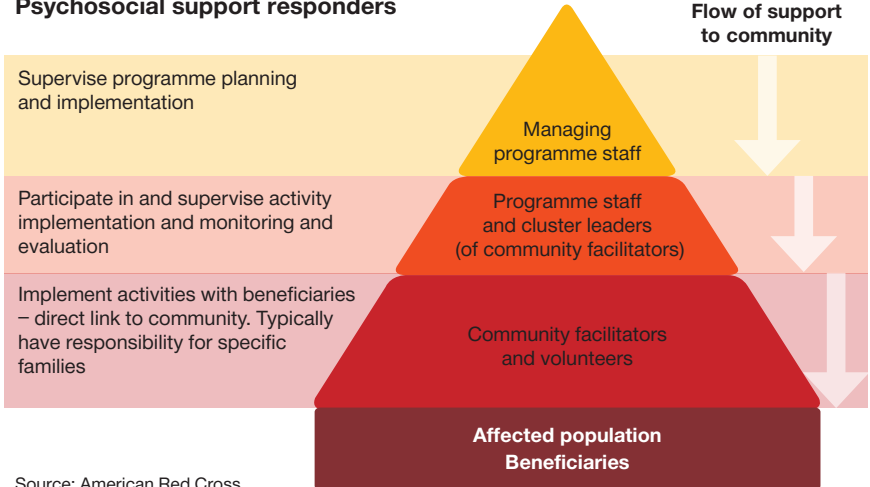 Psychosocial support responders
Flow of support
to community
Supervise programme planning
and implementation
Managing
programme staff
Participate in and supervise activity
implementation and monitoring and
evaluation
Programme staff
and cluster leaders
(of community facilitators)
Implement activities with beneficiaries
– direct link to community. Typically
have responsibility for specific
families
Community facilitators
and volunteers
Affected population
Beneficiaries
Source: American Red Cross